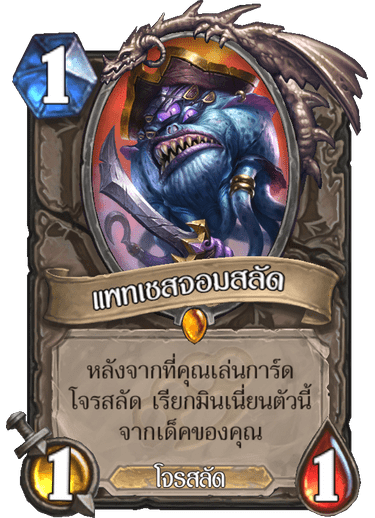 1
แพทเชสจอมสลัด
หลังจากที่คุณเล่นการ์ด
โจรสลัด เรียกมินเนี่ยนตัวนี้
จากเด็คของคุณ
1
โจรสลัด
1